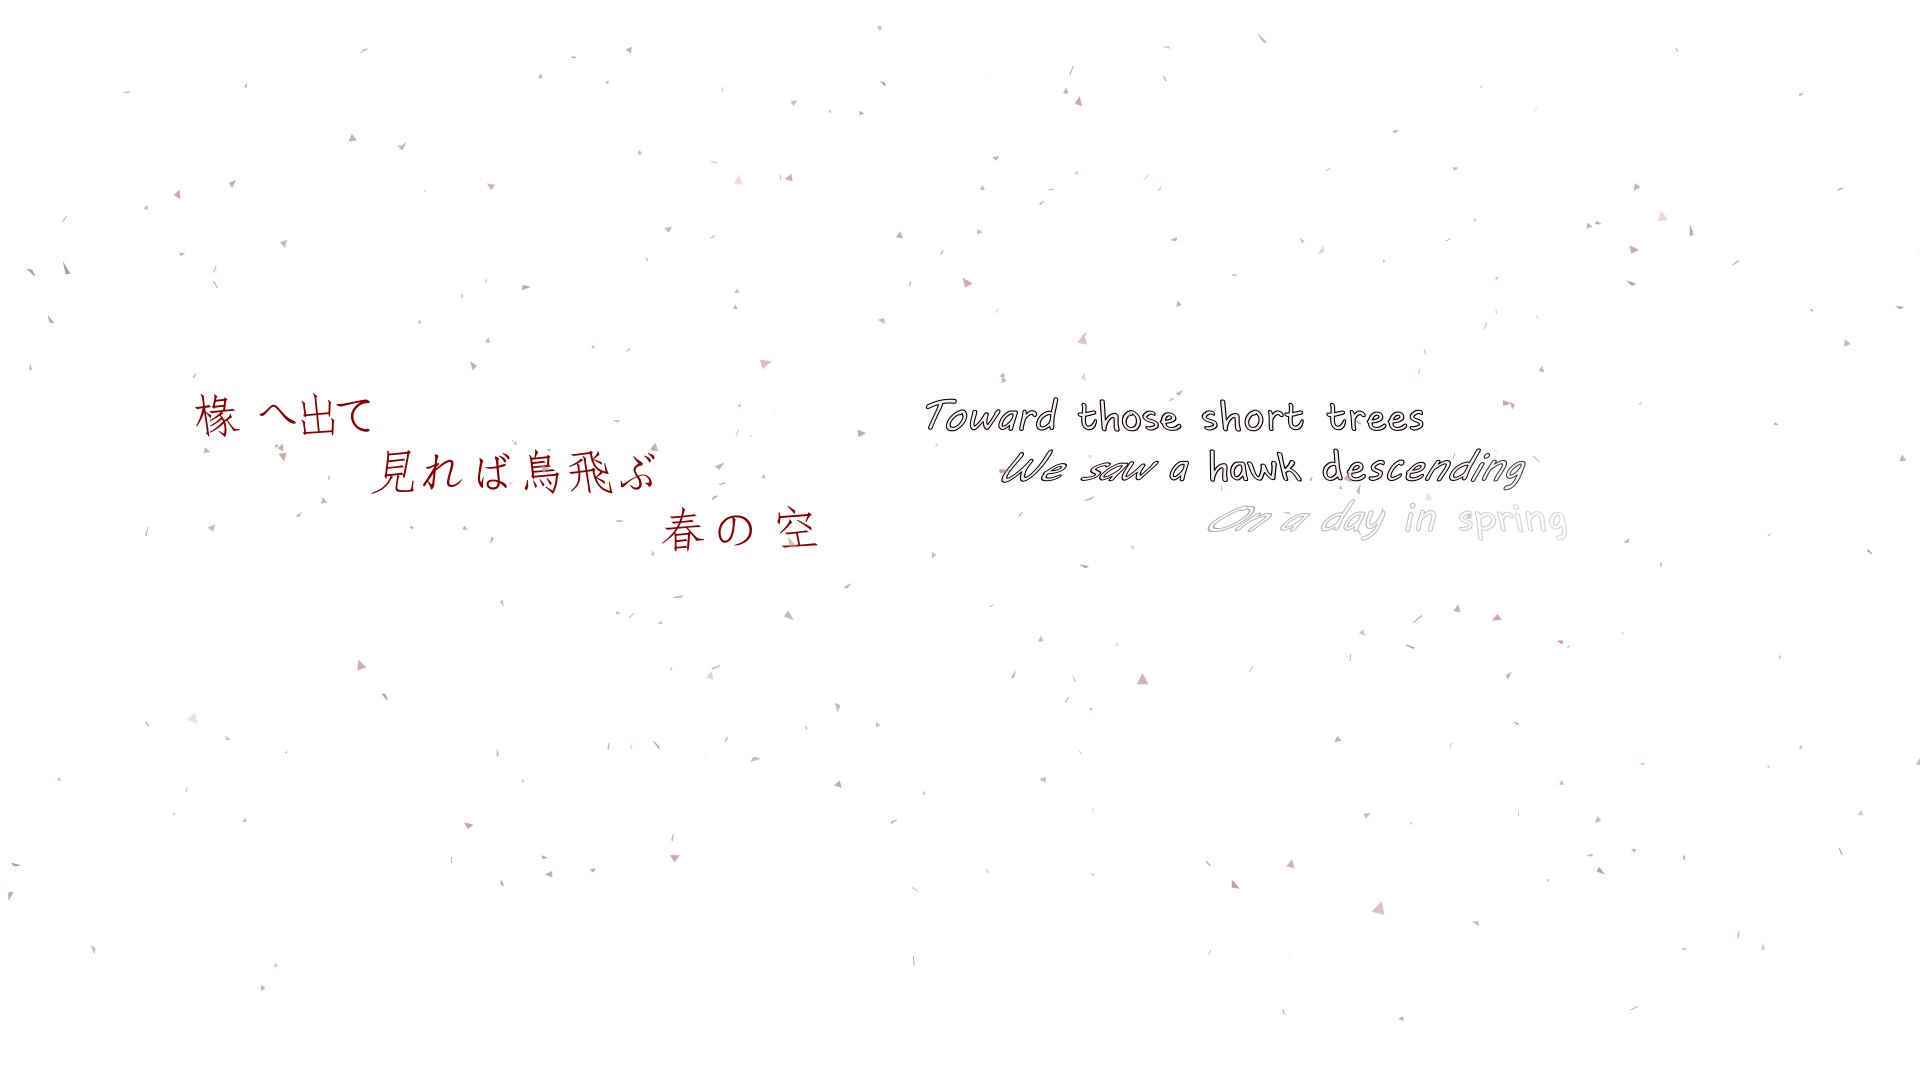 椽へ出て
見れば鳥飛ぶ
春の空
Toward those short trees
We saw a hawk descending
On a day in spring